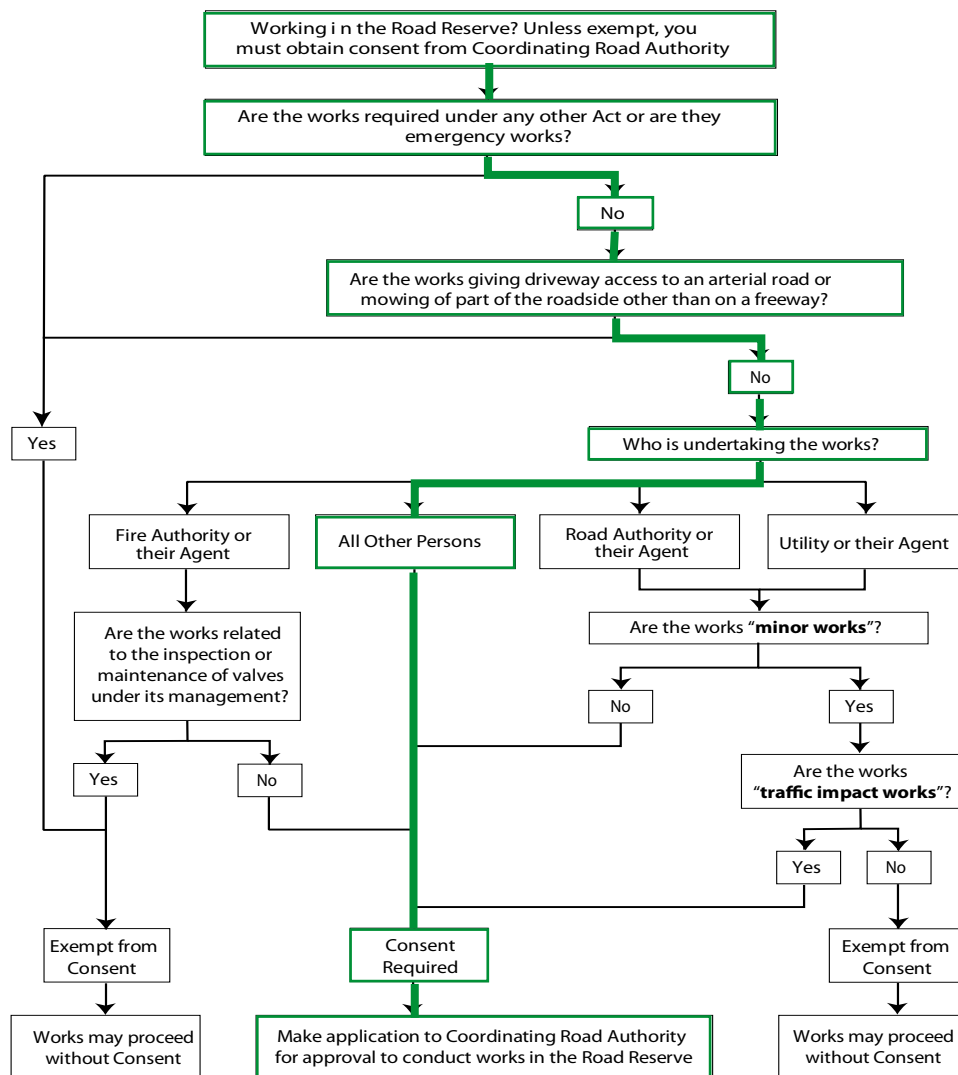 Working i n the Road Reserve? Unless exempt, you
must obtain consent from Coordinating Road Authority
Are the works required under any other Act or are they
emergency works?
No
Are the works giving driveway access to an arterial road or
mowing of part of the roadside other than on a freeway?
No
Yes
Who is undertaking the works?
Fire Authority or
their Agent
All Other Persons
Road Authority or
their Agent
Utility or their Agent
Are the works related
to the inspection or
maintenance of valves
under its management?
Are the works “minor works”?
No
Yes
Yes
No
Are the works
“traffic impact works”?
Yes
No
Exempt from
Consent
Consent
Required
Exempt from
Consent
Works may proceed
without Consent
Make application to Coordinating Road Authority
for approval to conduct works in the Road Reserve
Works may proceed
without Consent